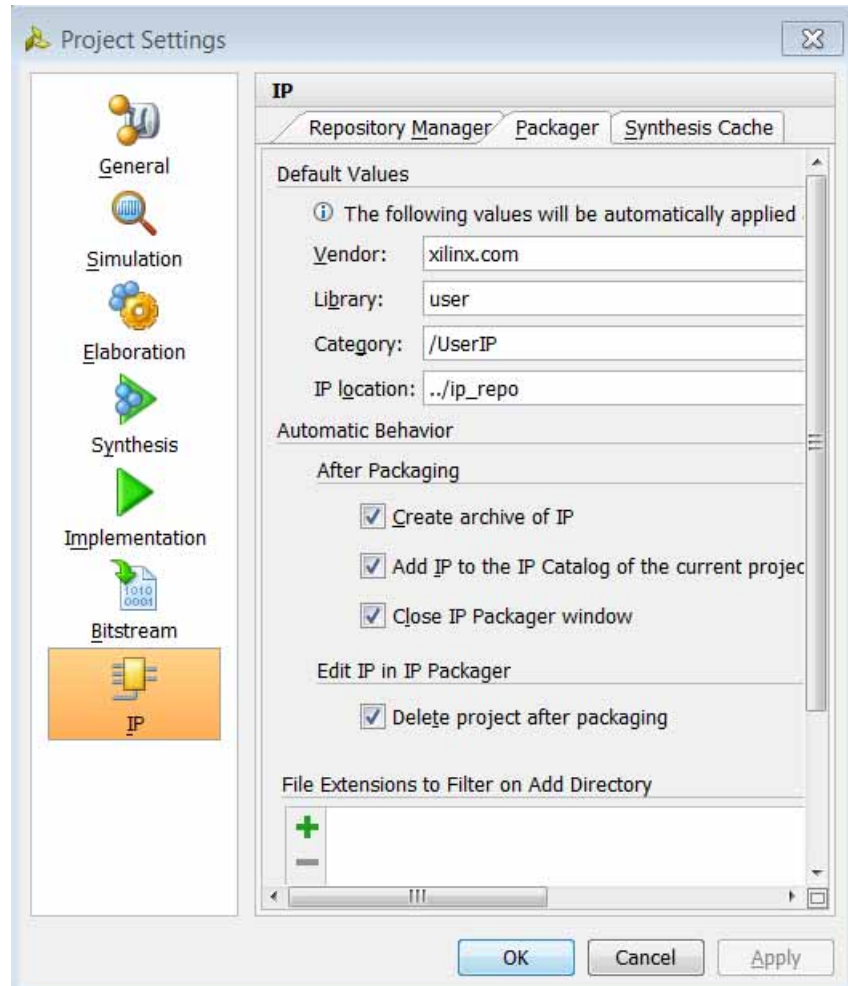 Project Settings
General
Simulation
Elaboration
Synthesis
Implementation
1010
0001
Bitstream
IP
IP
Repository Manager Packager Synthesis Cache
Default Values
The following values will be automatically applied
Vendor: xilinx.com
Library: user
Category: /UserIP
IP location: ../ip_repo
Automatic Behavior
After Packaging
Create archive of IP
Add IP to the IP Catalog of the current projec
Close IP Packager window
Edit IP in IP Packager
Delete project after packaging
File Extensions to Filter on Add Directory
OK Cancel Apply